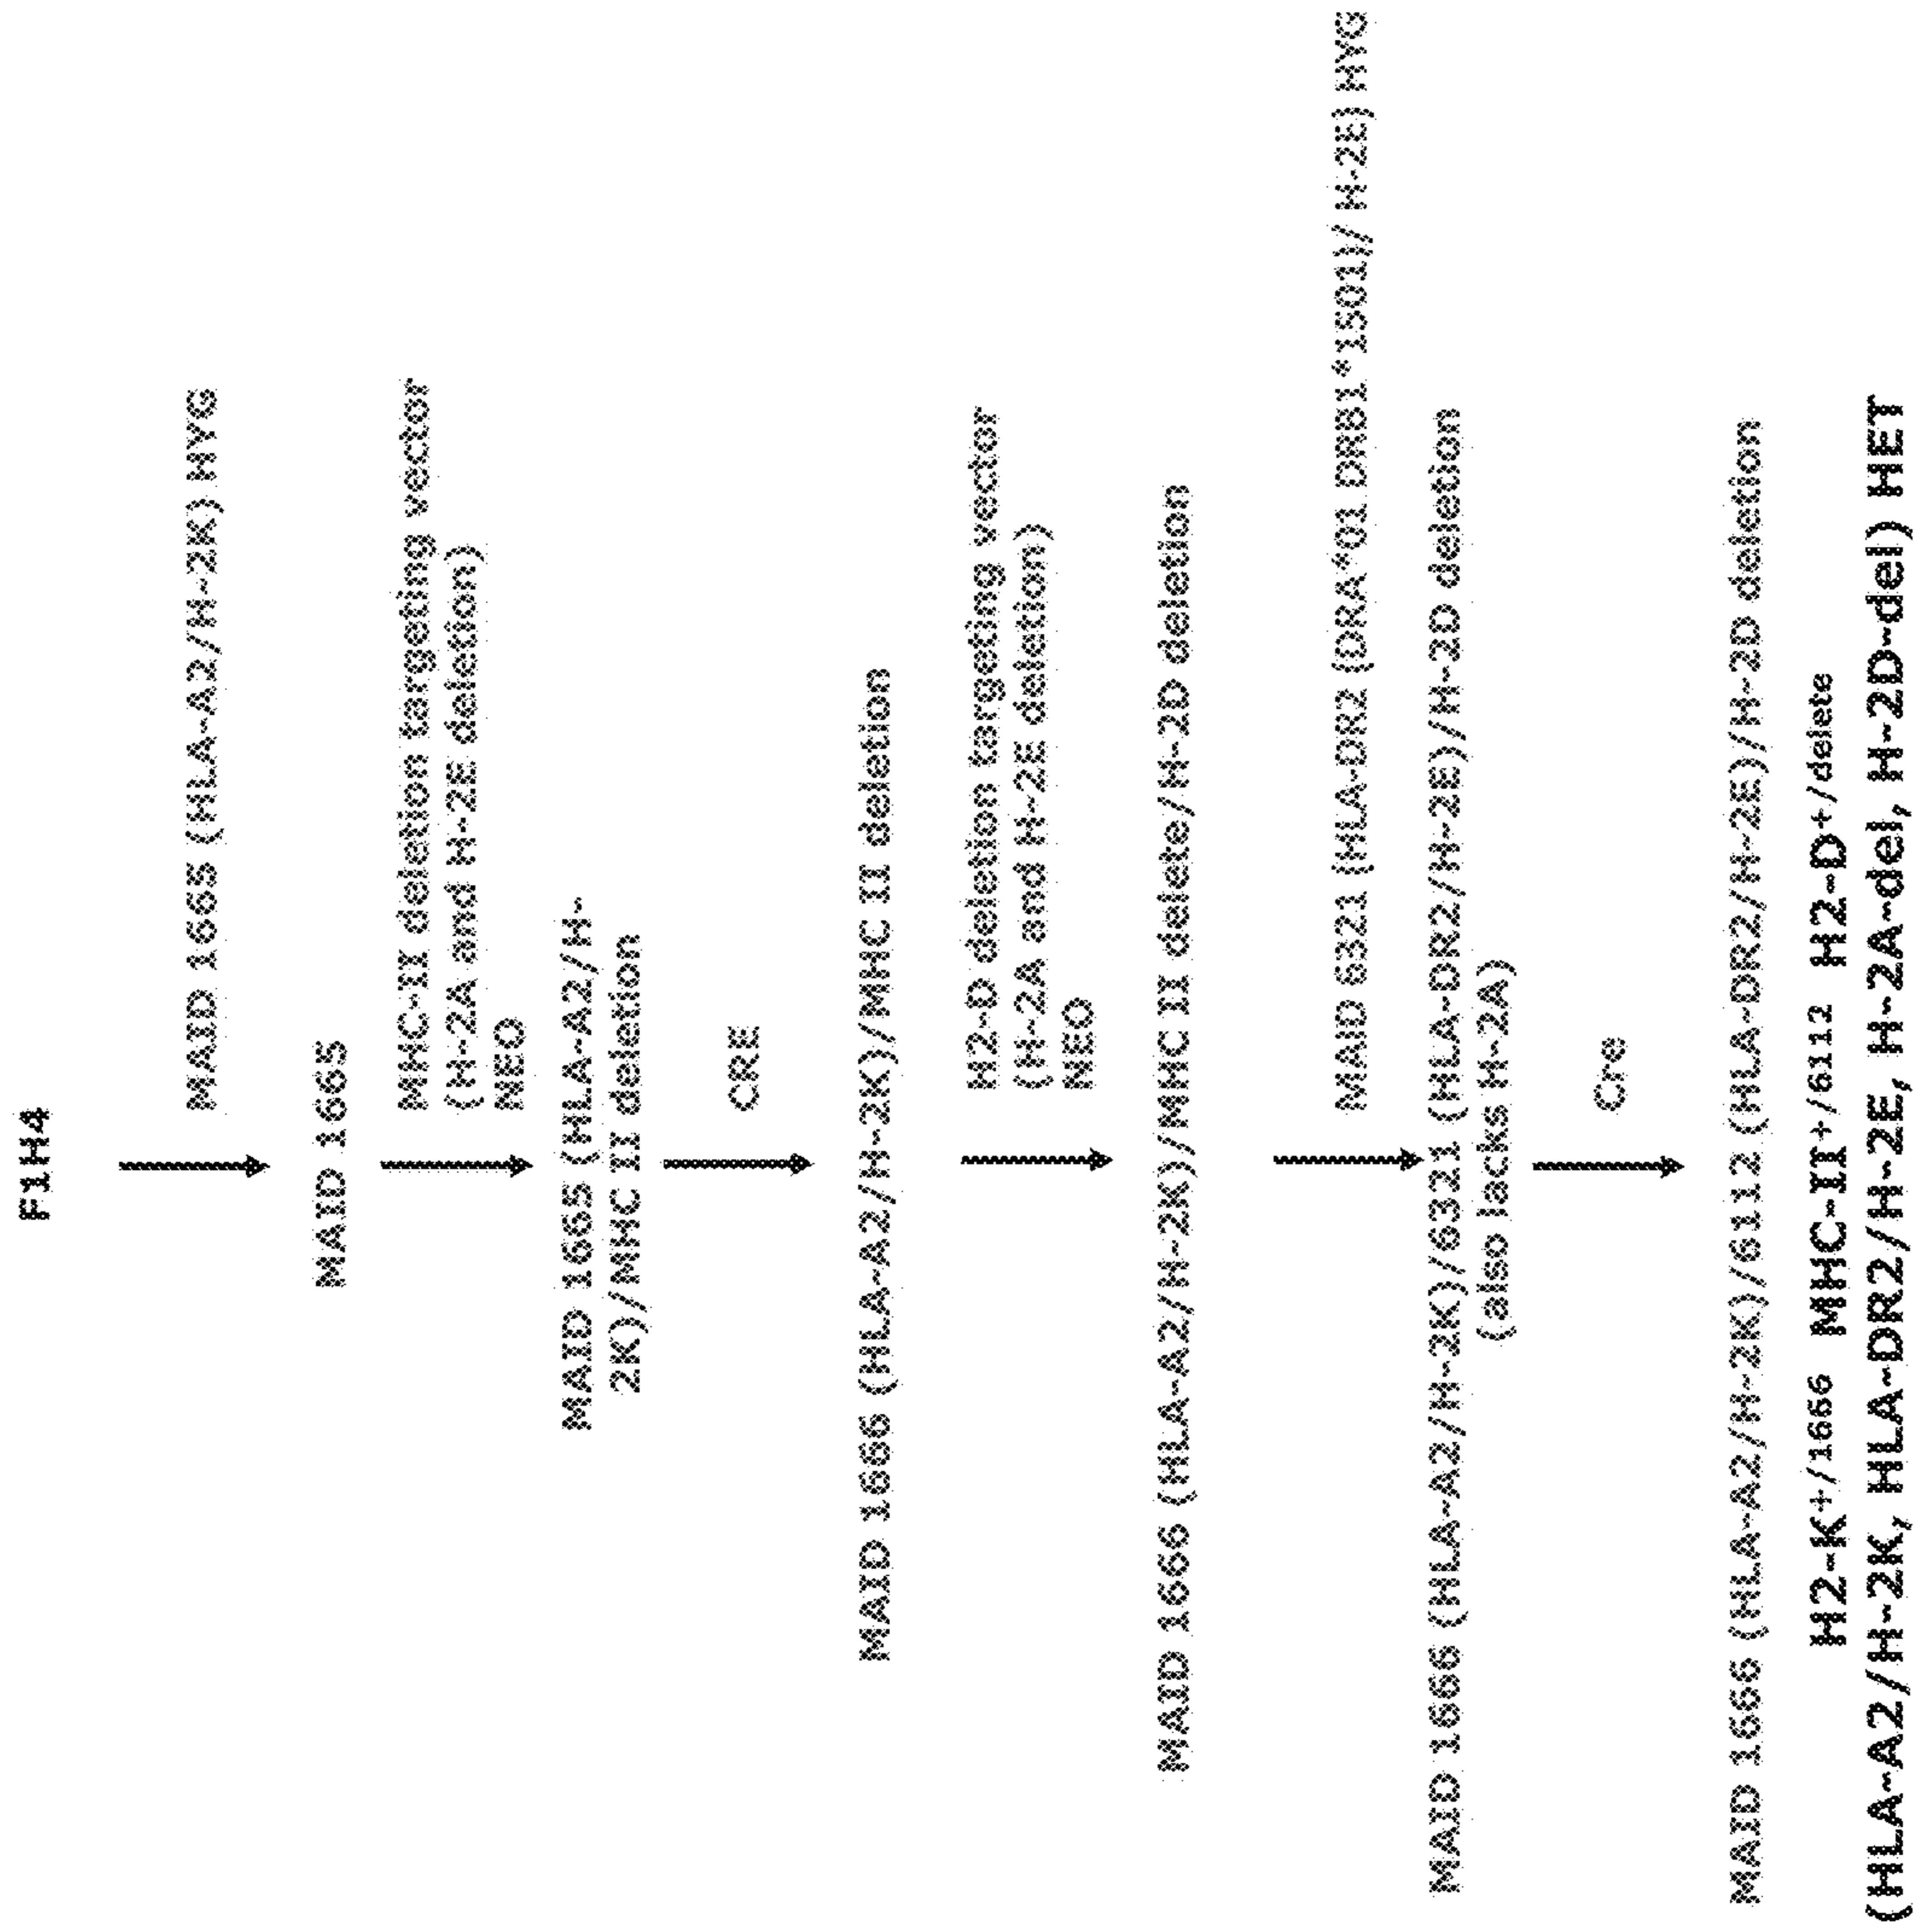 F1H4
MAID 1665 (HLA-A2/H-2K) HYG
MAID 1665
MHC-II deletion targeting vector
(H-2A and H-2E deletion)
NEO
MAID 1665 (HLA-A2/H-
2K)/MHC II deletion
CRE
MAID 1666 (HLA-A2/H-2K)/MHC II deletion
H2-D deletion targeting vector
(H-2A and H-2E deletion)
NEO
MAID 1666 (HLA-A2/H-2K)/MHC II delete/H-2D deletion
MAID 6321 (HLA-DR2 (DRA*01 DRB1*1501)/ H-2E) HYG
MAID 1666 (HLA-A2/H-2K)/6321 (HLA-DR2/H-2E)/H-2D deletion
(also lacks H-2A)
Cre
MAID 1666 (HLA-A2/H-2K)/6112 (HLA-DR2/H-2E)/H-2D deletion
H2-K+/1666 MHC-II+/6112 H2-D+/delete
(HLA-A2/H-2K, HLA-DR2/H-2E, H-2A-del, H-2D-del) HET